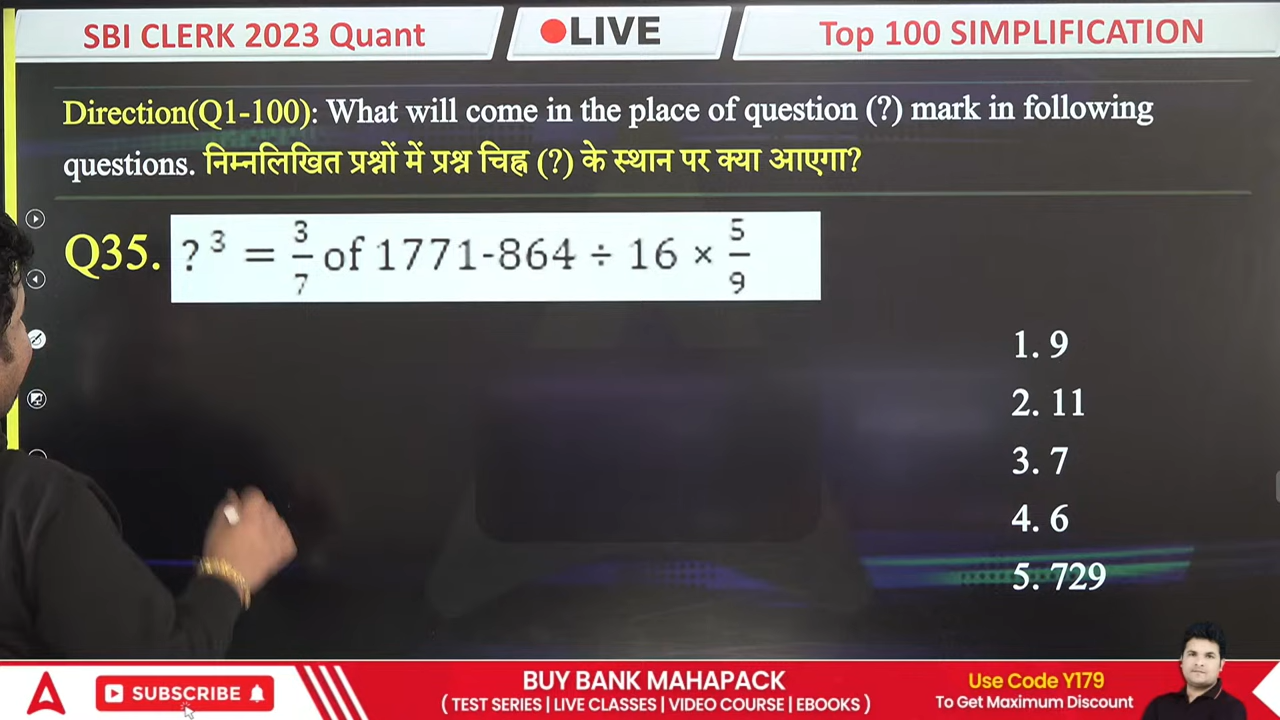 SBI CLERK 2023 Quant
LIVE
Top 100 SIMPLIFICATION
Direction(Q1-100): What will come in the place of question (?) mark in following
questions. निम्नलिखित प्रश्नों में प्रश्न चिह्न (?) के स्थान पर क्या आएगा?
Q35. ?³ = 3/7 of 1771-864 ÷ 16 × 5/9
1. 9
2. 11
3. 7
4. 6
5. 729
SUBSCRIBE
BUY BANK MAHAPACK
( TEST SERIES | LIVE CLASSES | VIDEO COURSE | EBOOKS )
Use Code Y179
To Get Maximum Discount